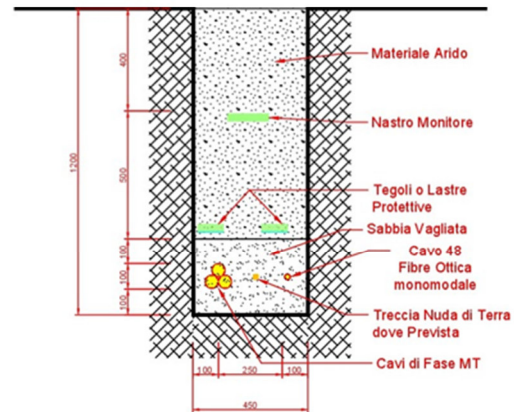 Materiale Arido
Nastro Monitore
Tegoli o Lastre
Protettive
Sabbia Vagliata
Cavo 48
Fibre Ottica
monomodale
Treccia Nuda di Terra
dove Prevista
Cavi di Fase MT
1200
400
500
100
100
100
100
250
100
450